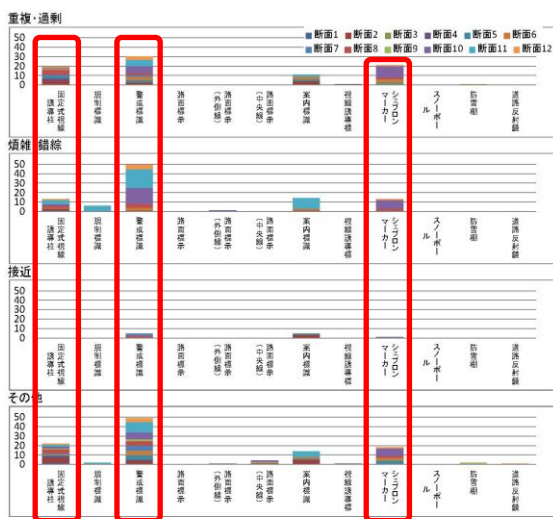 重複・過剰
断面1 断面2 断面3 断面4 断面5 断面6
断面7 断面8 断面9 断面10 断面11 断面12
50
40
30
20
10
0
固定式視線誘導柱
規制標識
警戒標識
路面標示
路面標示（外側線）
路面標示（中央線）
案内標識
視線誘導標
シェブロンマーカー
スノーポール
防雪柵
道路反射鏡
煩雑・錯綜
50
40
30
20
10
0
固定式視線誘導柱
規制標識
警戒標識
路面標示
路面標示（外側線）
路面標示（中央線）
案内標識
視線誘導標
シェブロンマーカー
スノーポール
防雪柵
道路反射鏡
接近
50
40
30
20
10
0
固定式視線誘導柱
規制標識
警戒標識
路面標示
路面標示（外側線）
路面標示（中央線）
案内標識
視線誘導標
シェブロンマーカー
スノーポール
防雪柵
道路反射鏡
その他
50
40
30
20
10
0
固定式視線誘導柱
規制標識
警戒標識
路面標示
路面標示（外側線）
路面標示（中央線）
案内標識
視線誘導標
シェブロンマーカー
スノーポール
防雪柵
道路反射鏡